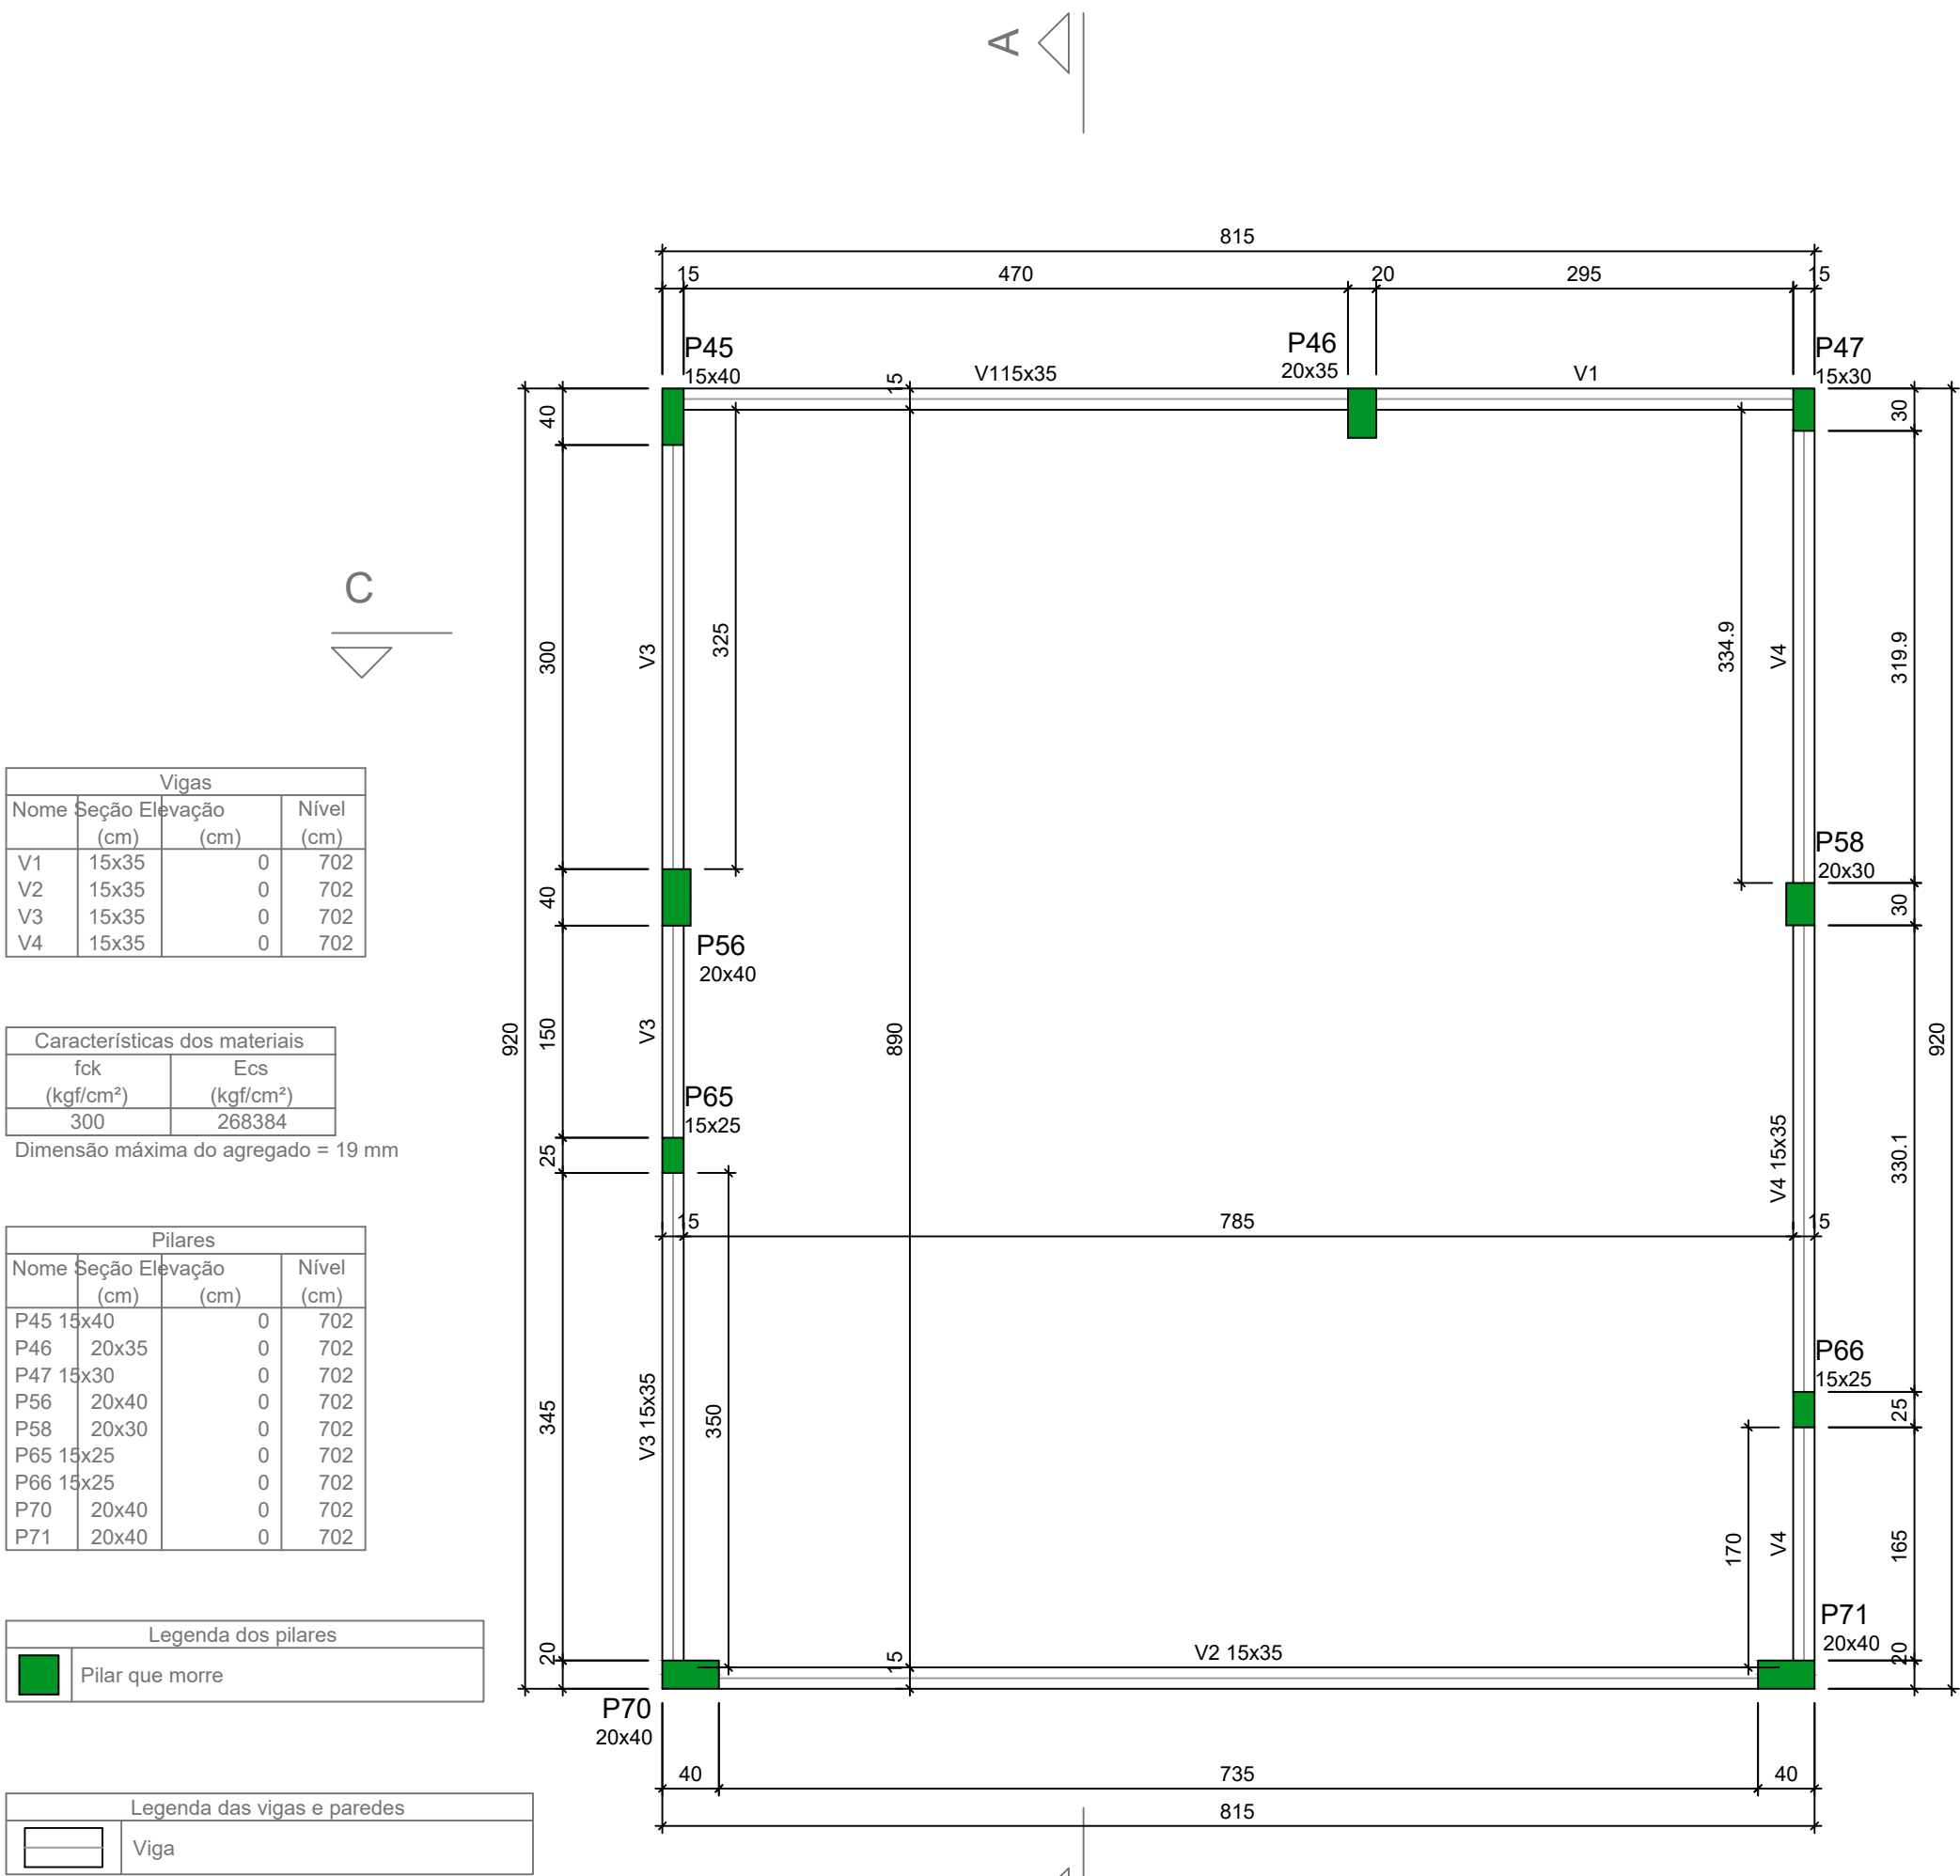 A
815
15 470 20 295 15
P45
15x40
V115x35
P46
20x35
V1
P47
15x30
15
40
30
C
300
V3
325
334.9
V4
319.9
Vigas
Nome Seção Elevação Nível
(cm) (cm) (cm)
V1 15x35 0 702
V2 15x35 0 702
V3 15x35 0 702
V4 15x35 0 702
P58
20x30
40
30
P56
20x40
920
150
V3
890
920
Características dos materiais
fck Ecs
(kgf/cm²) (kgf/cm²)
300 268384
Dimensão máxima do agregado = 19 mm
P65
15x25
25
V4 15x35
330.1
15 785 15
Pilares
Nome Seção Elevação Nível
(cm) (cm) (cm)
P45 15x40 0 702
P46 20x35 0 702
P47 15x30 0 702
P56 20x40 0 702
P58 20x30 0 702
P65 15x25 0 702
P66 15x25 0 702
P70 20x40 0 702
P71 20x40 0 702
P66
15x25
25
345
V3 15x35
350
170
V4
165
Legenda dos pilares
Pilar que morre
P71
20x40
20
15
V2 15x35
20
P70
20x40
40 735 40
815
Legenda das vigas e paredes
Viga